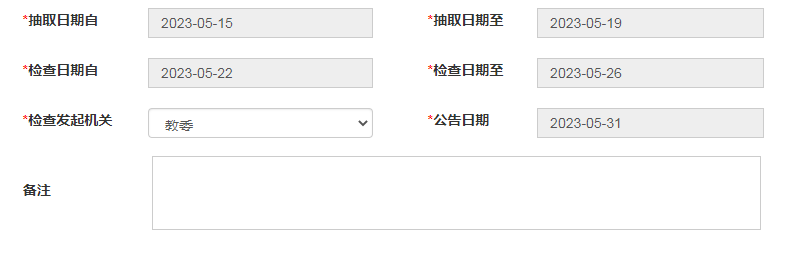 *抽取日期自 2023-05-15 *抽取日期至 2023-05-19
*检查日期自 2023-05-22 *检查日期至 2023-05-26
*检查发起机关 教委 *公告日期 2023-05-31
备注